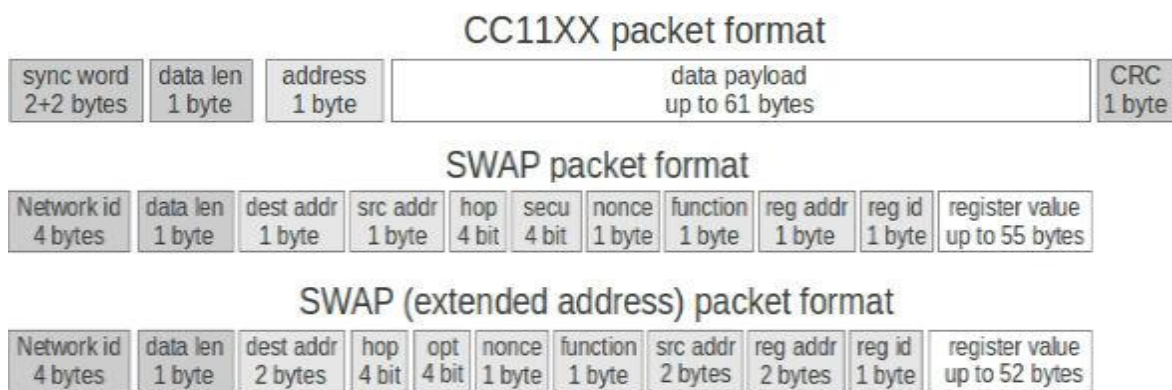 CC11XX packet format
sync word data len address data payload CRC
2+2 bytes 1 byte 1 byte up to 61 bytes 1 byte
SWAP packet format
Network id data len dest addr src addr hop secu nonce function reg addr reg id register value
4 bytes 1 byte 1 byte 1 byte 4 bit 4 bit 1 byte 1 byte 1 byte 1 byte up to 55 bytes
SWAP (extended address) packet format
Network id data len dest addr hop opt nonce function src addr reg addr reg id register value
4 bytes 1 byte 2 bytes 4 bit 4 bit 1 byte 1 byte 2 bytes 2 bytes 1 byte up to 52 bytes